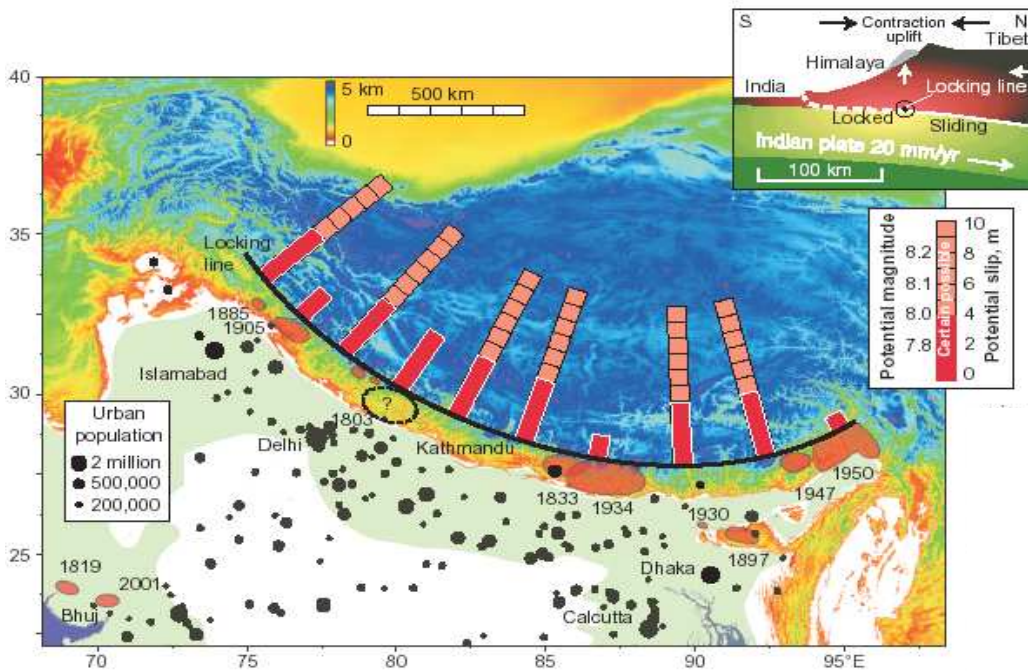 S
Contraction
uplift
N
Tibet
Himalaya
India
Locking line
Locked
Sliding
Indian plate 20 mm/yr
100 km
40
5 km
0
500 km
35
Locking
line
1885
1905
Islamabad
30
Urban
population
2 million
500,000
200,000
1803
?
Delhi
Kathmandu
1833
1934
1930
1947
1950
1897
Dhaka
25
1819
2001
Bhuj
Calcutta
70
75
80
85
90
95°E
Potential magnitude
8.2
8.1
8.0
7.8
Certain possible
10
8
6
4
2
0
Potential slip, m